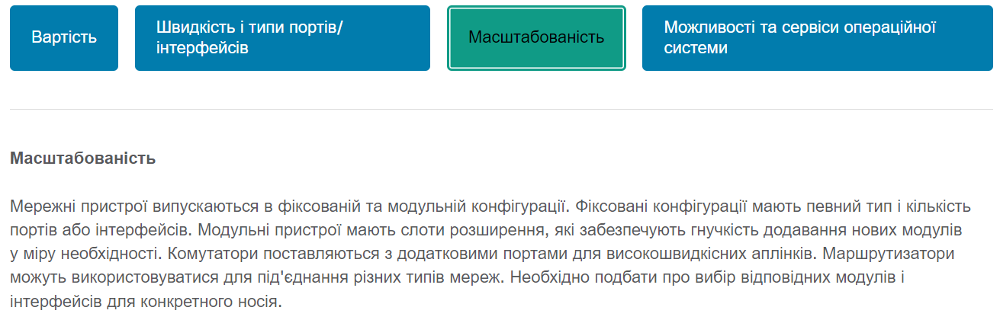 Вартість
Швидкість і типи портів/
інтерфейсів
Масштабованість
Можливості та сервіси операційної
системи
Масштабованість
Мережні пристрої випускаються в фіксованій та модульній конфігурації. Фіксовані конфігурації мають певний тип і кількість
портів або інтерфейсів. Модульні пристрої мають слоти розширення, які забезпечують гнучкість додавання нових модулів
у міру необхідності. Комутатори поставляються з додатковими портами для високошвидкісних аплінків. Маршрутизатори
можуть використовуватися для під'єднання різних типів мереж. Необхідно подбати про вибір відповідних модулів і
інтерфейсів для конкретного носія.